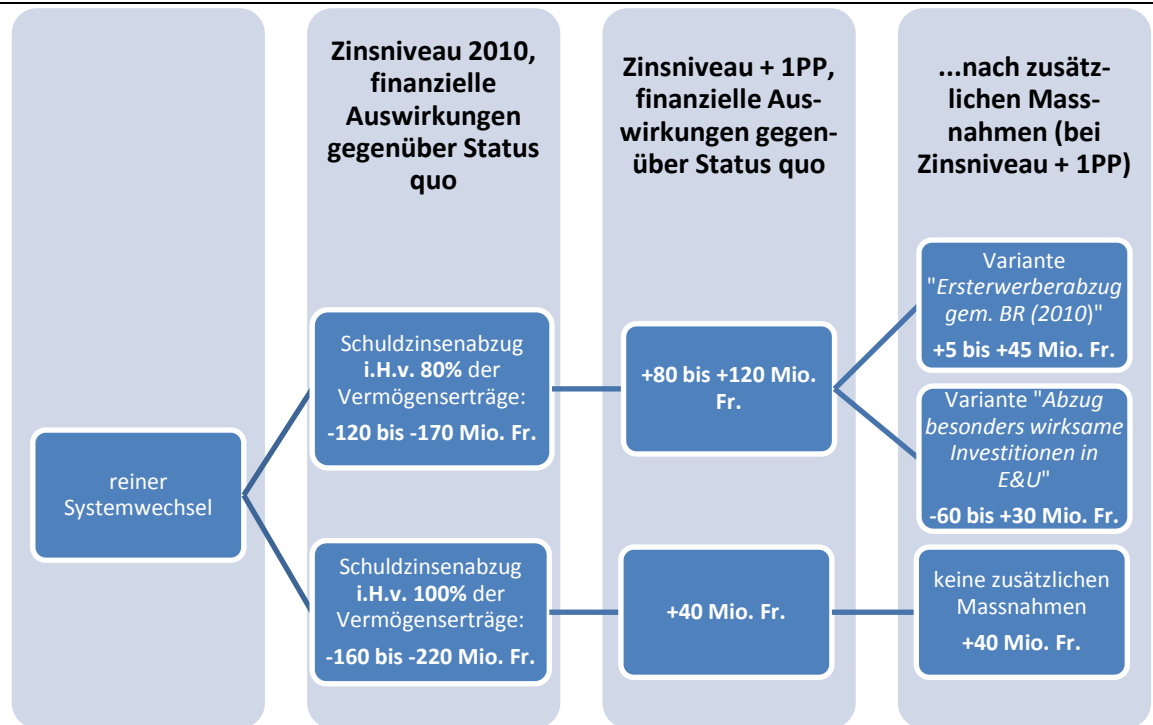 Zinsniveau 2010,
finanzielle
Auswirkungen
gegenüber Status
quo
Zinsniveau + 1PP,
finanzielle Aus-
wirkungen gegen-
über Status quo
...nach zusätz-
lichen Mass-
nahmen (bei
Zinsniveau + 1PP)
reiner
Systemwechsel
Schuldzinsenabzug
i.H.v. 80% der
Vermögenserträge:
-120 bis -170 Mio. Fr.
+80 bis +120 Mio.
Fr.
Variante
"Ersterwerberabzug
gem. BR (2010)"
+5 bis +45 Mio. Fr.
Variante "Abzug
besonders wirksame
Investitionen in
E&U"
-60 bis +30 Mio. Fr.
Schuldzinsenabzug
i.H.v. 100% der
Vermögenserträge:
-160 bis -220 Mio. Fr.
+40 Mio. Fr.
keine zusätzlichen
Massnahmen
+40 Mio. Fr.